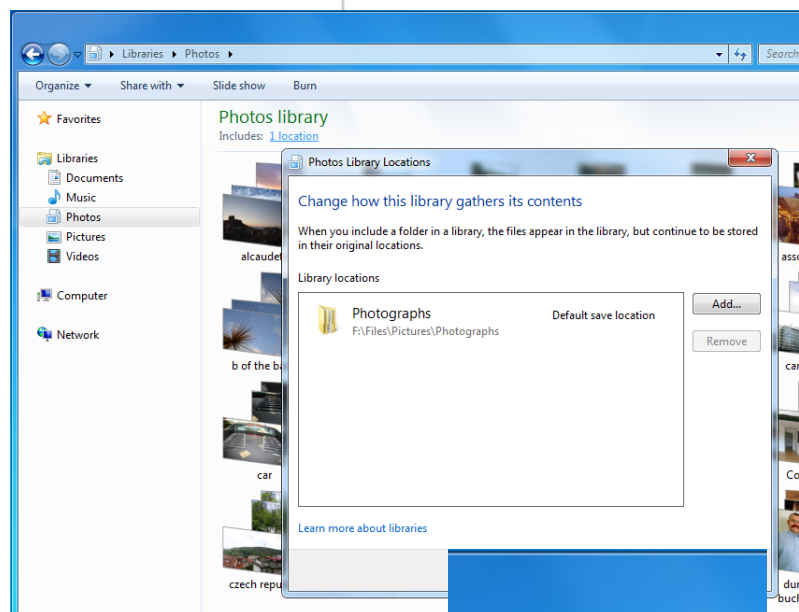 Libraries
Photos
Search
Organize
Share with
Slide show
Burn
Favorites
Libraries
Documents
Music
Photos
Pictures
Videos
Computer
Network
Photos library
Includes: 1 location
alcaudet
b of the ba
car
czech repu
Photos Library Locations
Change how this library gathers its contents
When you include a folder in a library, the files appear in the library, but continue to be stored
in their original locations.
Library locations
Photographs
Default save location
F:\Files\Pictures\Photographs
Add...
Remove
Learn more about libraries
asso
car
Co
dur
buch